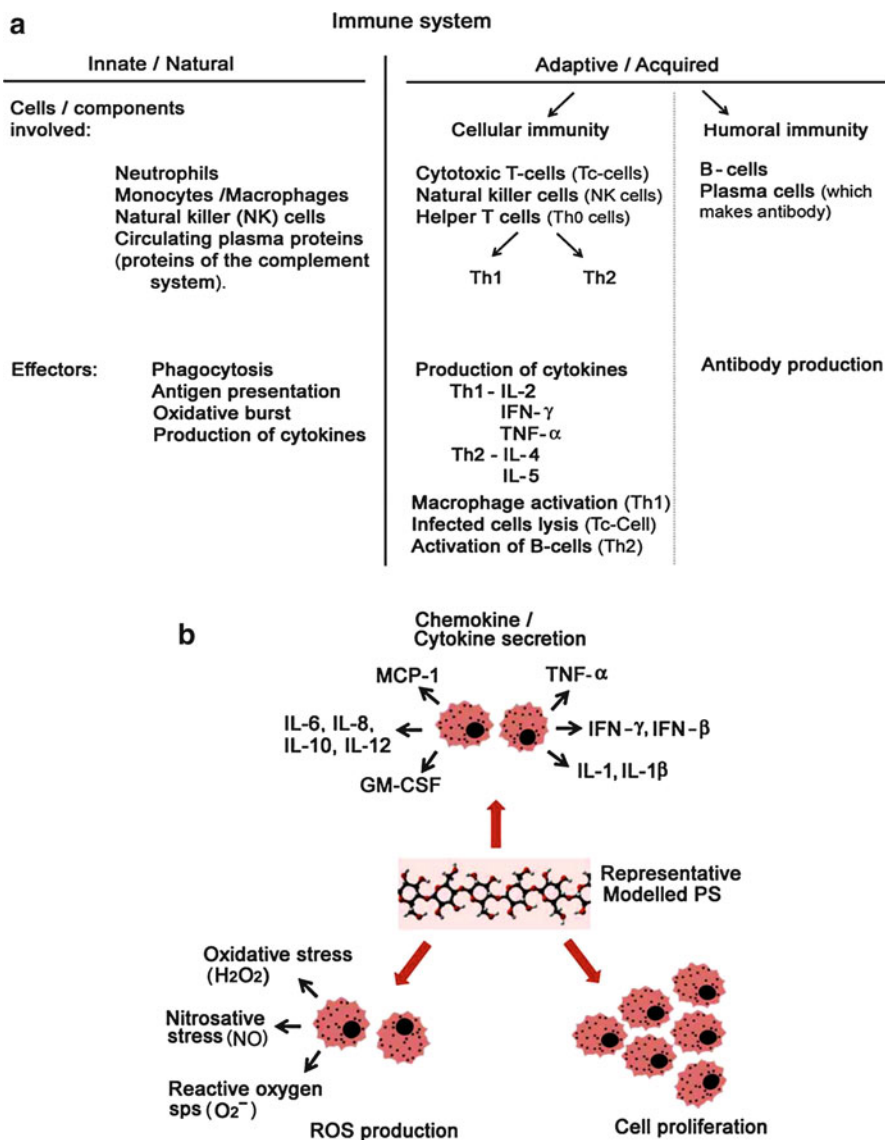 a
Immune system
Innate / Natural
Adaptive / Acquired
Cells / components
involved:
Neutrophils
Monocytes /Macrophages
Natural killer (NK) cells
Circulating plasma proteins
(proteins of the complement
system).
Cellular immunity
Cytotoxic T-cells (Tc-cells)
Natural killer cells (NK cells)
Helper T cells (Th0 cells)
Th1 Th2
Humoral immunity
B - cells
Plasma cells (which
makes antibody)
Effectors:
Phagocytosis
Antigen presentation
Oxidative burst
Production of cytokines
Production of cytokines
Th1 - IL-2
IFN- γ
TNF- α
Th2 - IL-4
IL-5
Macrophage activation (Th1)
Infected cells lysis (Tc-Cell)
Activation of B-cells (Th2)
Antibody production
b
Chemokine /
Cytokine secretion
MCP-1
TNF- α
IL-6, IL-8,
IL-10, IL-12
IFN -γ, IFN -β
GM-CSF
IL-1, IL-1β
Representative
Modelled PS
Oxidative stress
(H₂O₂)
Nitrosative
stress (NO)
Reactive oxygen
sps (O₂⁻)
ROS production
Cell proliferation